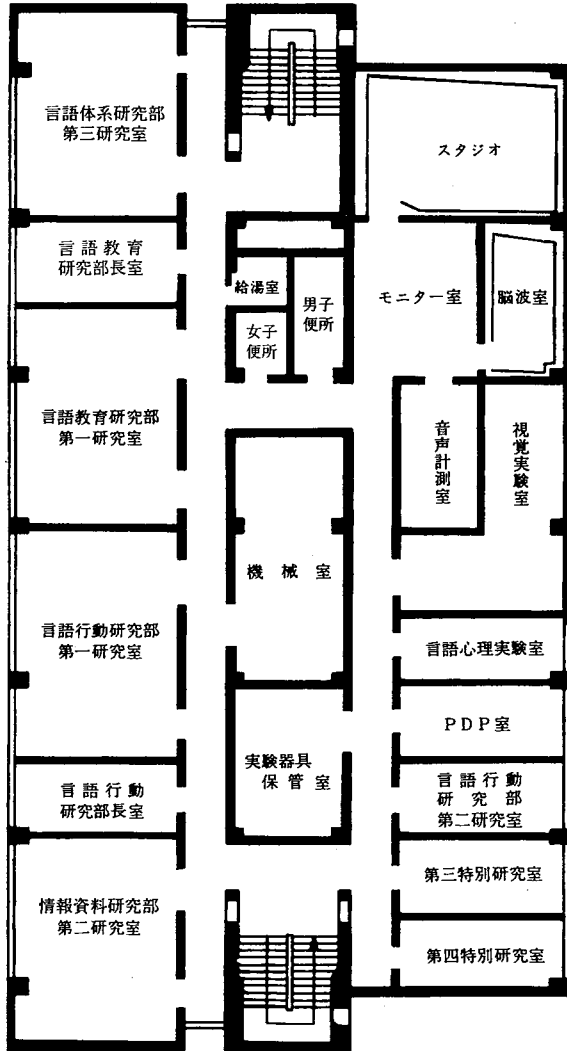 言語体系研究部
第三研究室
スタジオ
言語教育
研究部長室
給湯室
男子
便所
女子
便所
モニター室
脳波室
言語教育研究部
第一研究室
音声計測室
視覚実験室
機械室
言語行動研究部
第一研究室
言語心理実験室
PDP室
実験器具
保管室
言語行動
研究部長室
言語行動
研究部
第二研究室
情報資料研究部
第二研究室
第三特別研究室
第四特別研究室